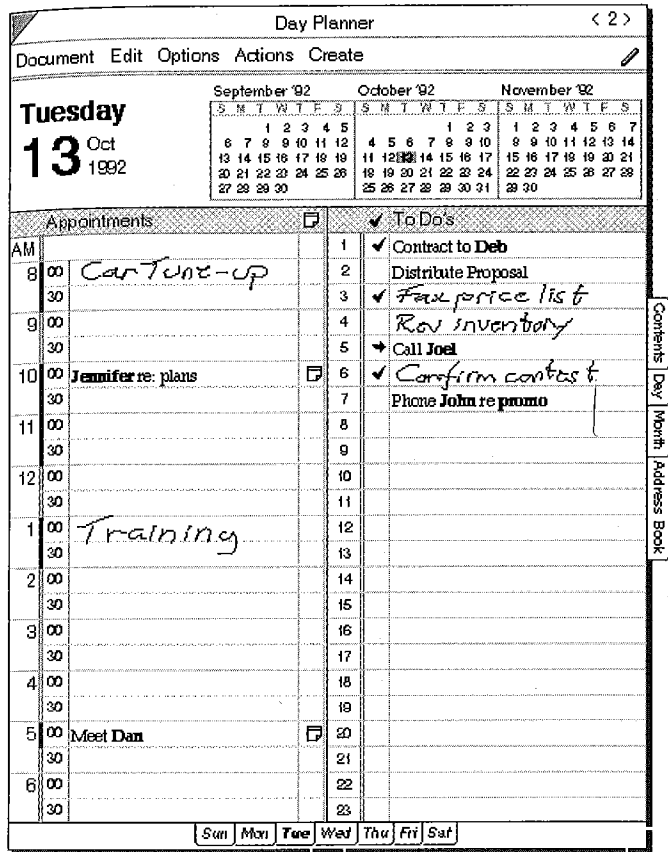 Day Planner < 2 >
Document Edit Options Actions Create
Tuesday
13 Oct
1992
September '92
S M T W T F S
1 2 3 4 5
6 7 8 9 10 11 12
13 14 15 16 17 18 19
20 21 22 23 24 25 26
27 28 29 30
October '92
S M T W T F S
1 2 3
4 5 6 7 8 9 10
11 12 13 14 15 16 17
18 19 20 21 22 23 24
25 26 27 28 29 30 31
November '92
S M T W T F S
1 2 3 4 5 6 7
8 9 10 11 12 13 14
15 16 17 18 19 20 21
22 23 24 25 26 27 28
29 30
Appointments
AM
8 00 Car Tune-up
30
9 00
30
10 00 Jennifer re: plans
30
11 00
30
12 00
30
1 00 Training
30
2 00
30
3 00
30
4 00
30
5 00 Meet Dan
30
6 00
30
✓ To Do's
1 ✓ Contract to Deb
2 Distribute Proposal
3 ✓ Fax price list
4 Rev inventory
5 → Call Joel
6 ✓ Confirm contest
7 Phone John re promo
8
9
10
11
12
13
14
15
16
17
18
19
20
21
22
23
Contents
Day
Month
Address Book
Sun Mon Tue Wed Thu Fri Sat